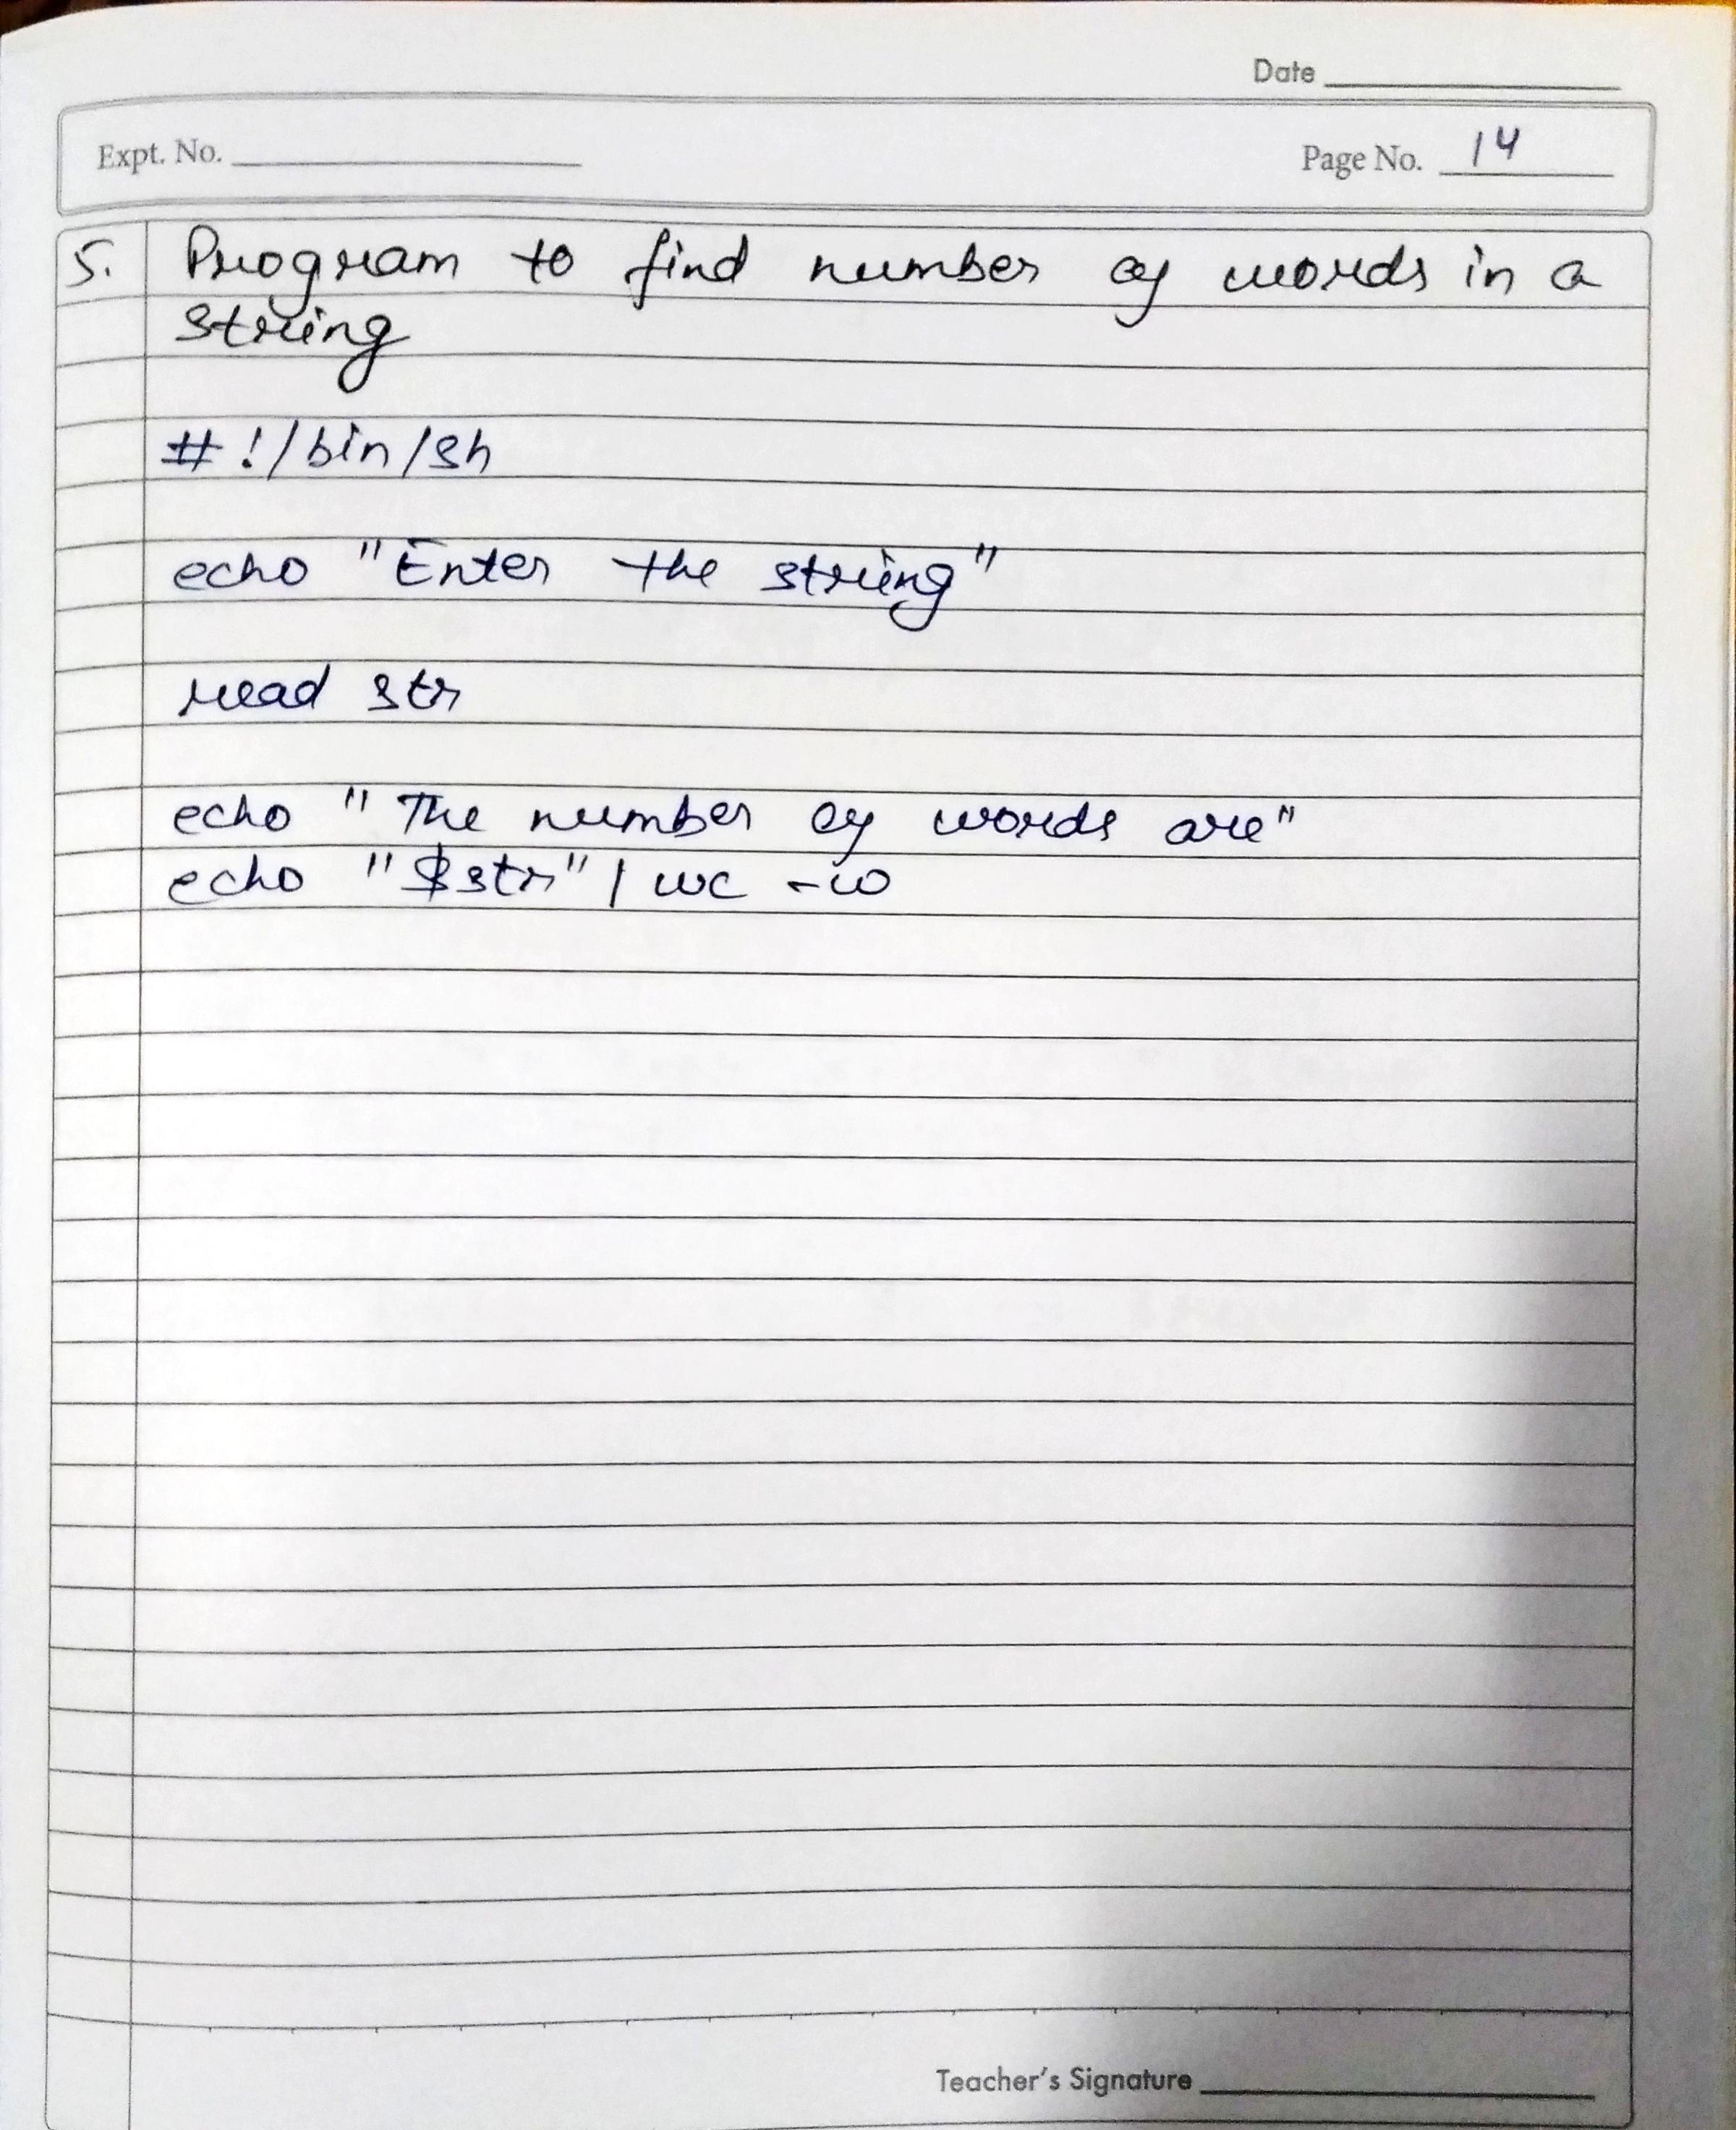 Date
Expt. No.
Page No. 14
5. Program to find number of words in a
string
#!/bin/sh
echo "Enter the string"
read str
echo "The number of words are"
echo "$str" | wc -w
Teacher's Signature